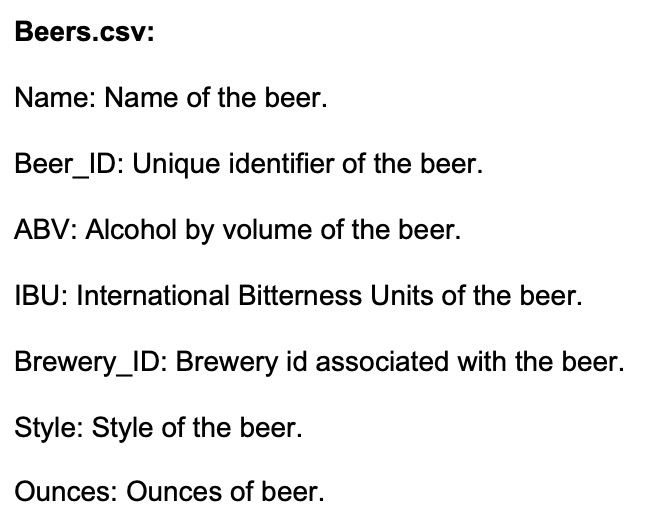 Beers.csv:
Name: Name of the beer.
Beer_ID: Unique identifier of the beer.
ABV: Alcohol by volume of the beer.
IBU: International Bitterness Units of the beer.
Brewery_ID: Brewery id associated with the beer.
Style: Style of the beer.
Ounces: Ounces of beer.